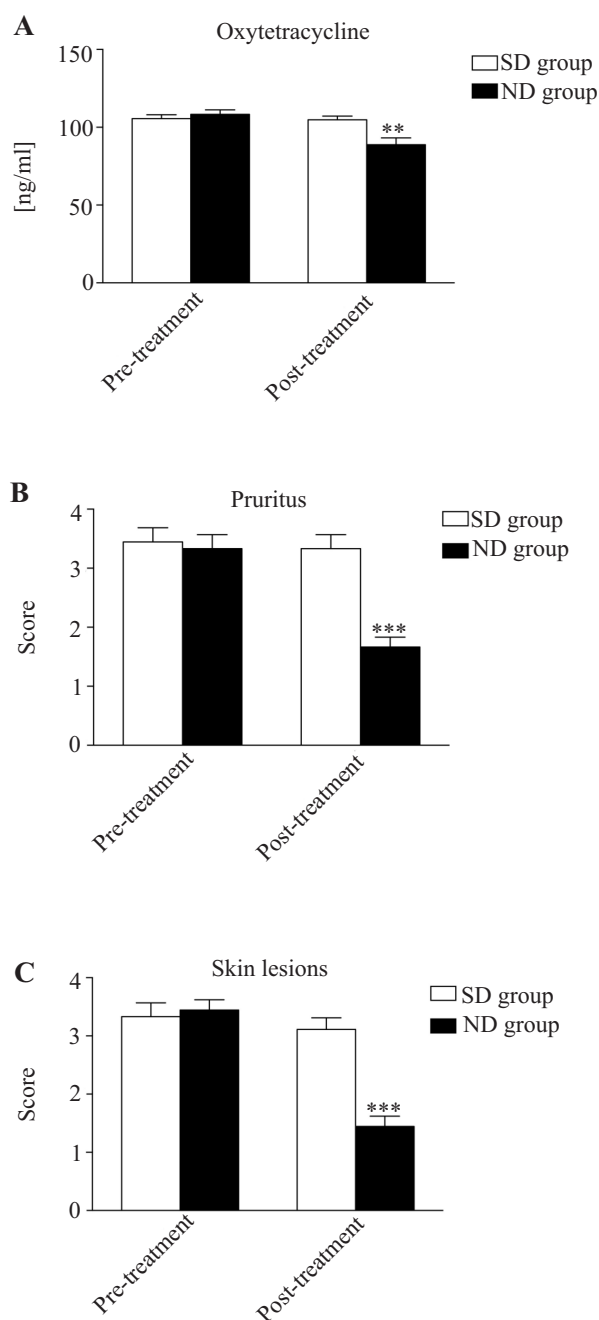 A
Oxytetracycline
150
100
50
0
[ng/ml]
SD group
ND group
**
Pre-treatment
Post-treatment
B
Pruritus
4
3
2
1
0
Score
SD group
ND group
***
Pre-treatment
Post-treatment
C
Skin lesions
4
3
2
1
0
Score
SD group
ND group
***
Pre-treatment
Post-treatment